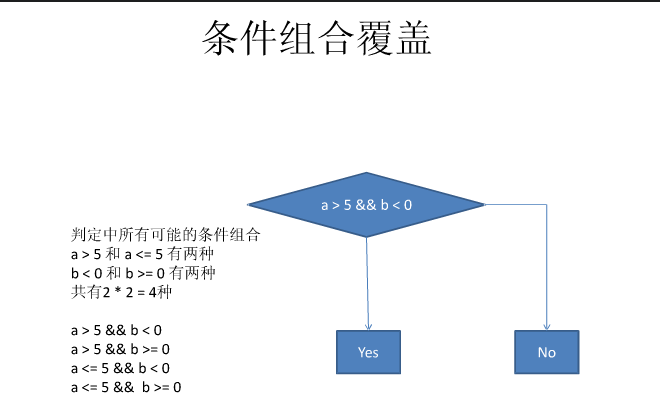 条件组合覆盖
a > 5 && b < 0
判定中所有可能的条件组合
a > 5 和 a <= 5 有两种
b < 0 和 b >= 0 有两种
共有2 * 2 = 4种
a > 5 && b < 0
a > 5 && b >= 0
a <= 5 && b < 0
a <= 5 &&  b >= 0
Yes
No